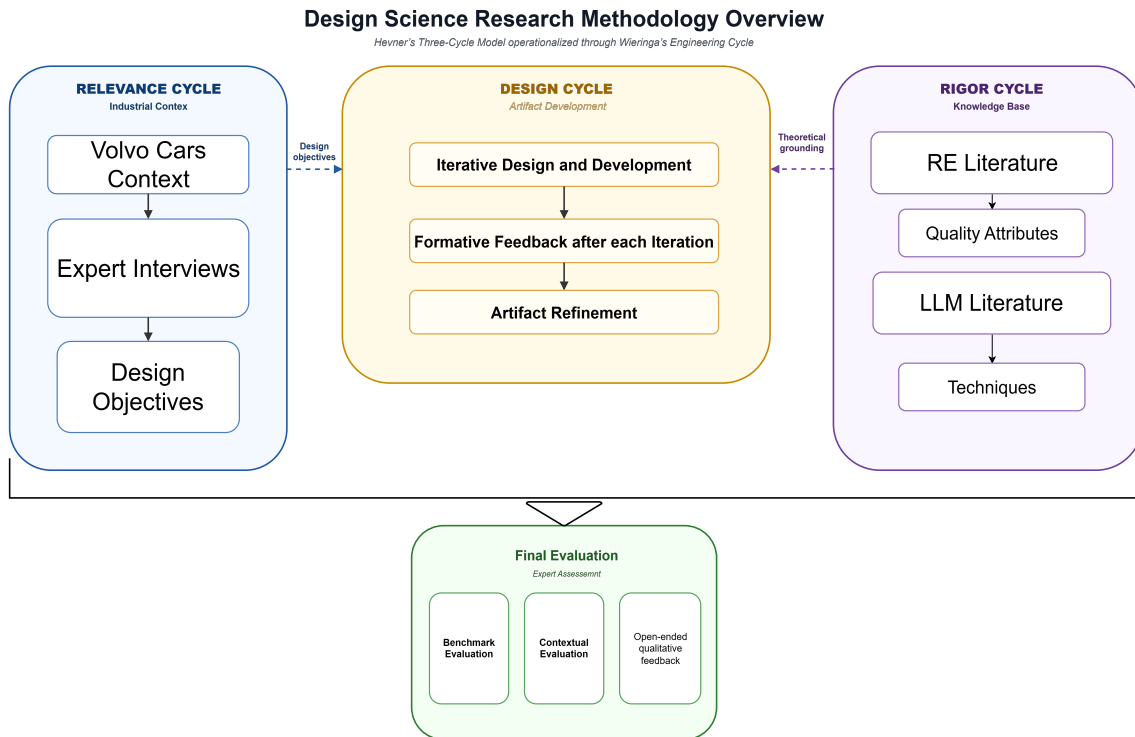 Design Science Research Methodology Overview
Hevner's Three-Cycle Model operationalized through Wieringa's Engineering Cycle
RELEVANCE CYCLE
Industrial Contex
Volvo Cars
Context
Expert Interviews
Design
Objectives
Design
objectives
DESIGN CYCLE
Artifact Development
Iterative Design and Development
Formative Feedback after each Iteration
Artifact Refinement
Theoretical
grounding
RIGOR CYCLE
Knowledge Base
RE Literature
Quality Attributes
LLM Literature
Techniques
Final Evaluation
Expert Assessemnt
Benchmark
Evaluation
Contextual
Evaluation
Open-ended
qualitative
feedback